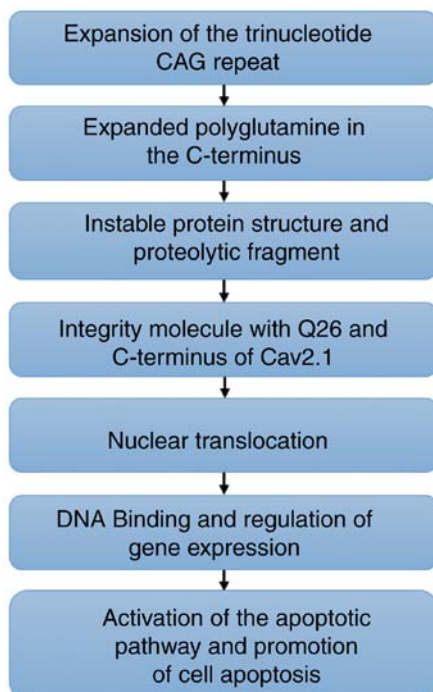 Expansion of the trinucleotide
CAG repeat
Expanded polyglutamine in
the C-terminus
Instable protein structure and
proteolytic fragment
Integrity molecule with Q26 and
C-terminus of Cav2.1
Nuclear translocation
DNA Binding and regulation of
gene expression
Activation of the apoptotic
pathway and promotion
of cell apoptosis